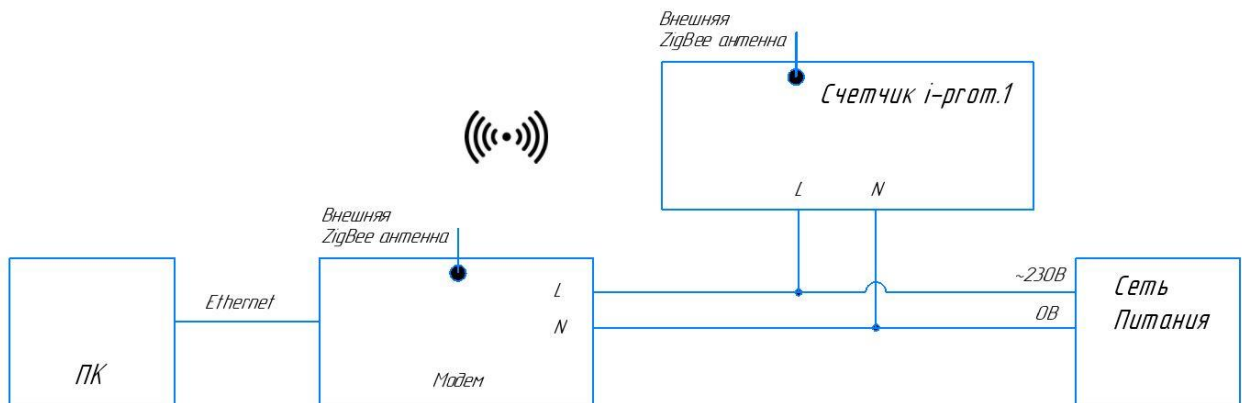 Внешняя
ZigBee антенна
Счетчик i-prom.1
L
N
Внешняя
ZigBee антенна
ПК
Ethernet
L
N
Модем
~230В
0В
Сеть
Питания